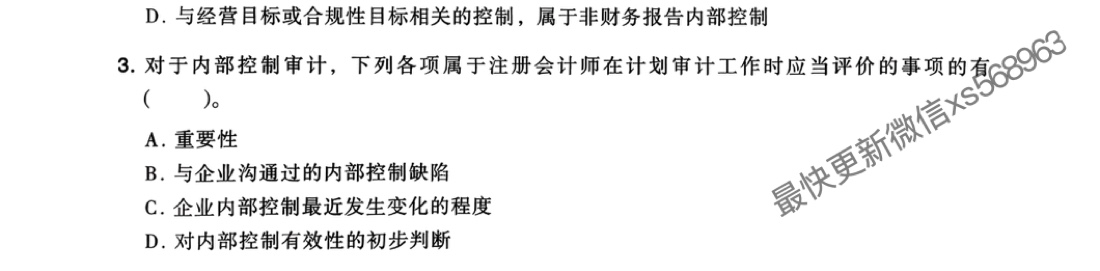 D. 与经营目标或合规性目标相关的控制，属于非财务报告内部控制
3. 对于内部控制审计，下列各项属于注册会计师在计划审计工作时应当评价的事项的有
(　　)。
A. 重要性
B. 与企业沟通过的内部控制缺陷
C. 企业内部控制最近发生变化的程度
D. 对内部控制有效性的初步判断
最快更新微信xs568963